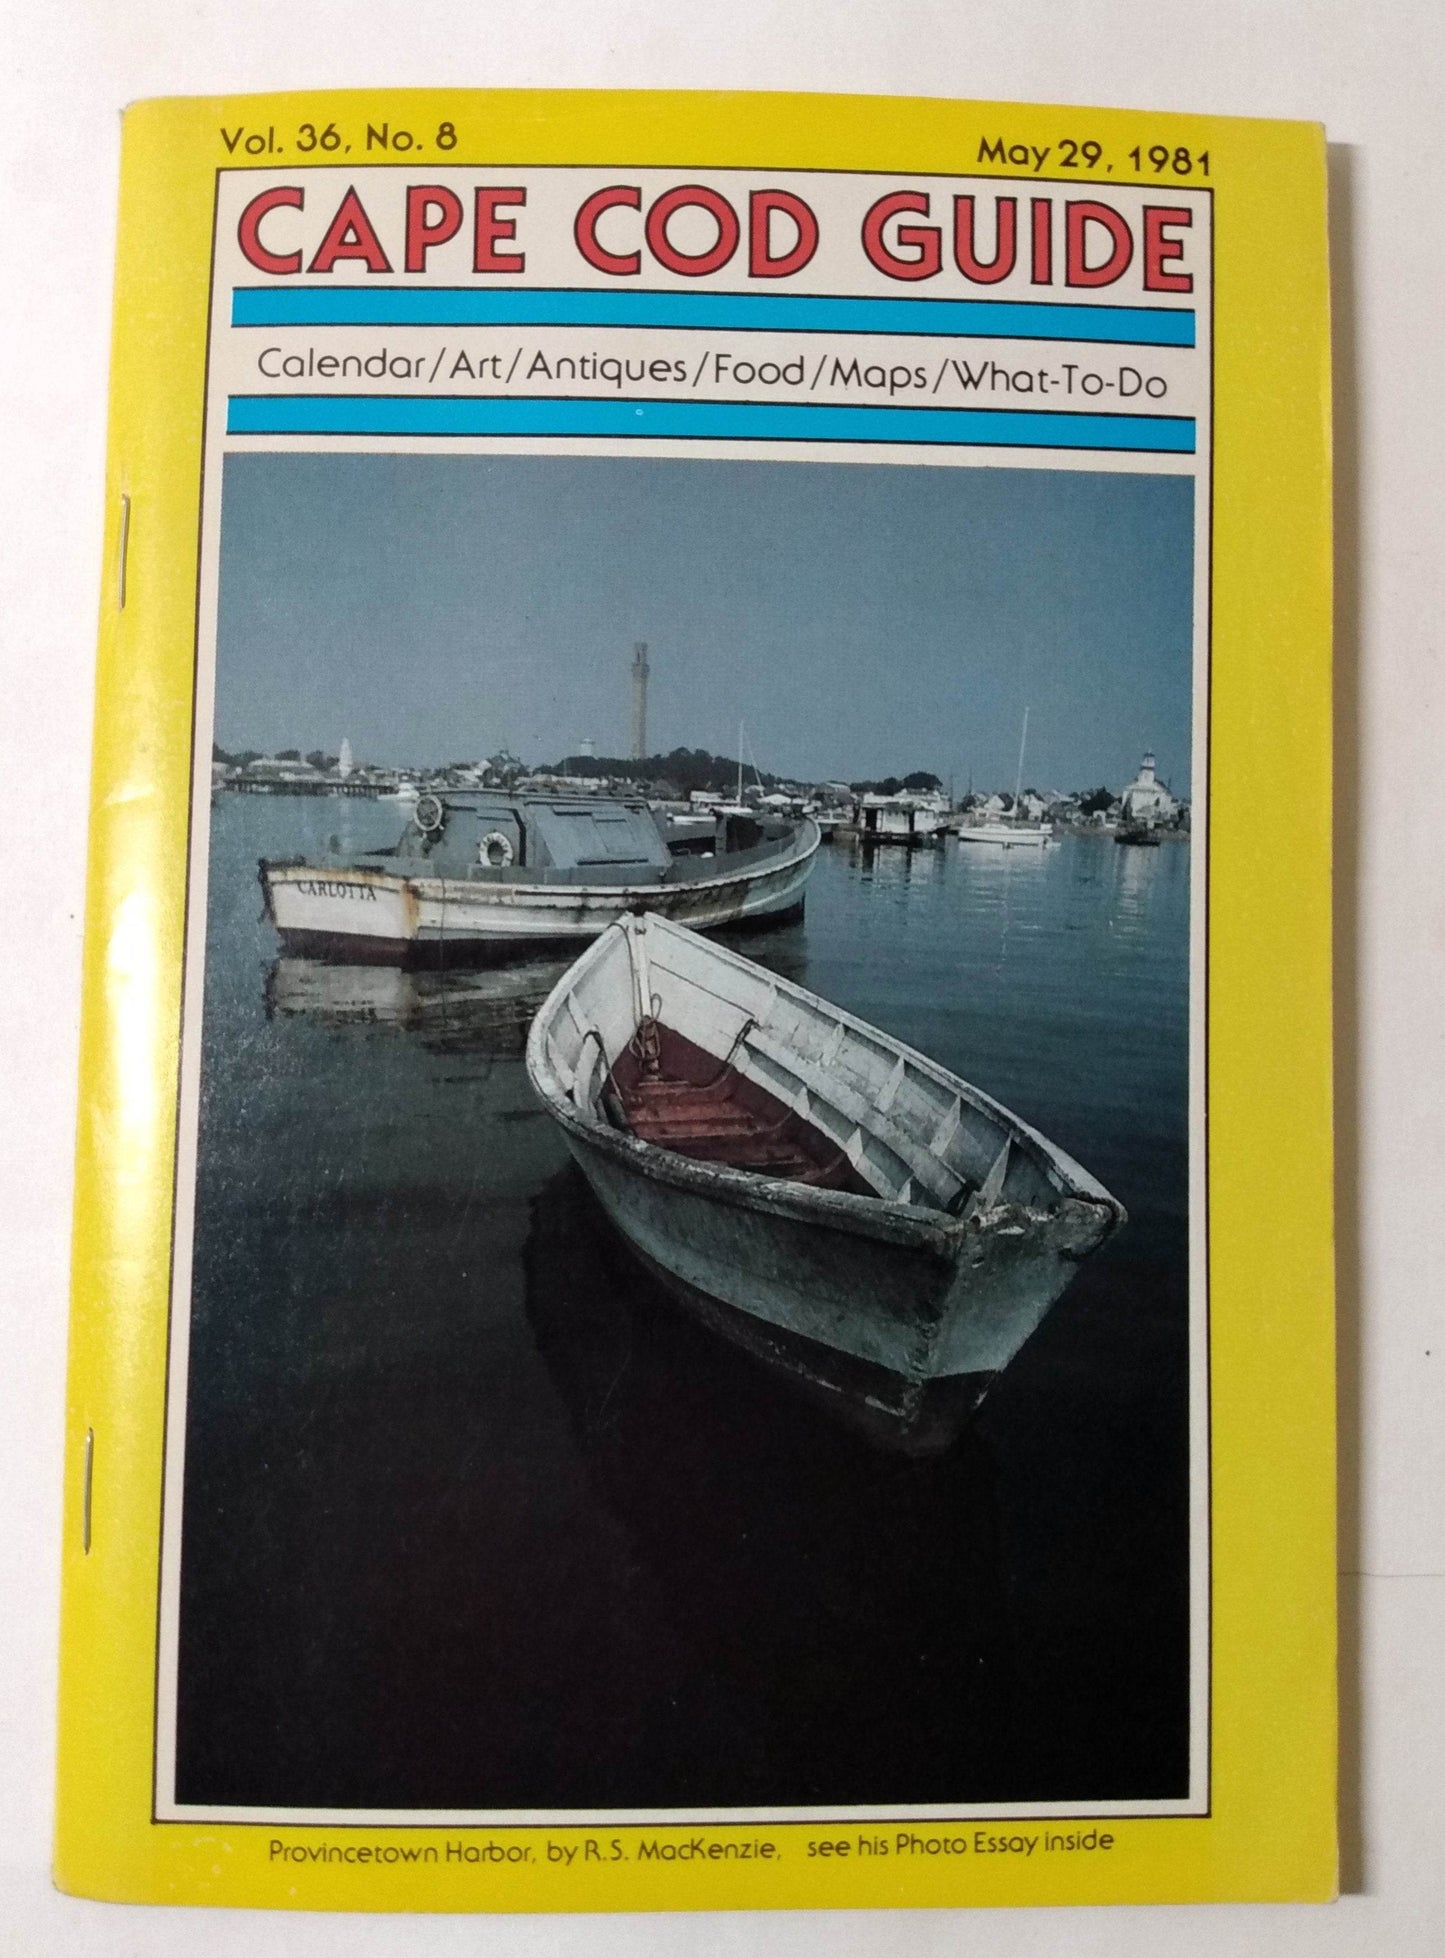 Vol. 36, No. 8
May 29, 1981
CAPE COD GUIDE
Calendar/Art/Antiques/Food/Maps/What-To-Do
CARLOTTA
Provincetown Harbor, by R.S. MacKenzie, see his Photo Essay inside